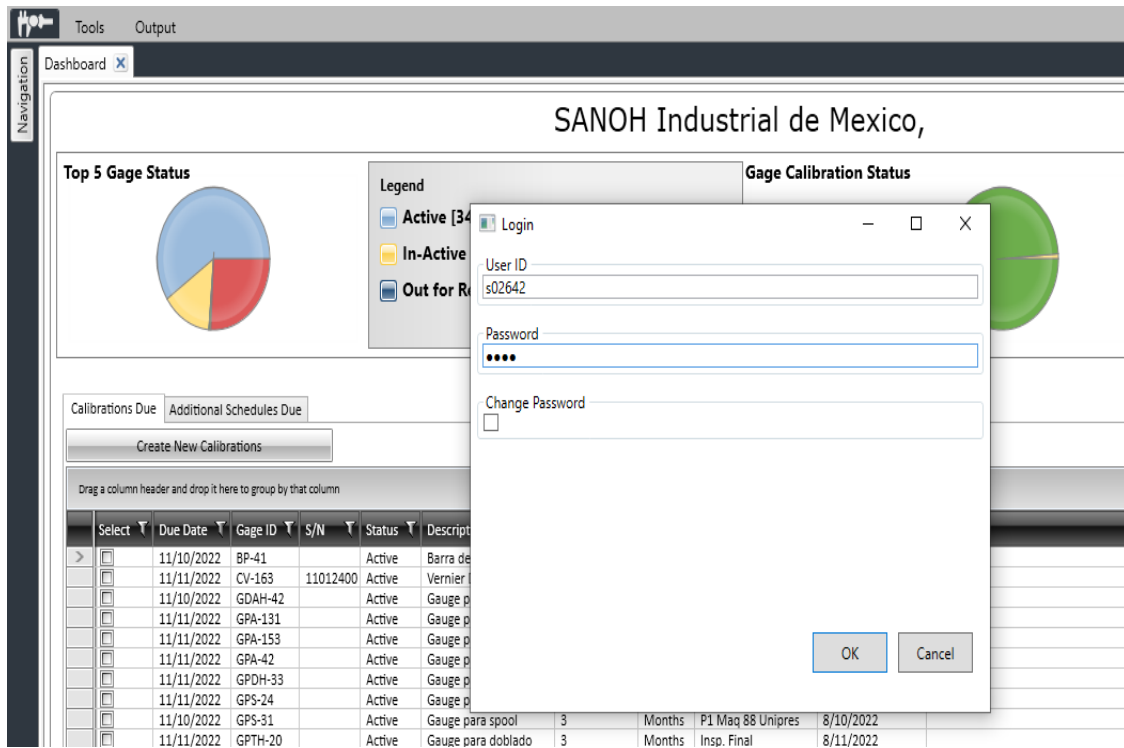 Tools Output
Navigation
Dashboard X
SANOH Industrial de Mexico,
Top 5 Gage Status
Legend
Active [34
In-Active
Out for
Gage Calibration Status
Login
User ID
s02642
Password
••••
Change Password
OK Cancel
Calibrations Due Additional Schedules Due
Create New Calibrations
Drag a column header and drop it here to group by that column
Select Due Date Gage ID S/N Status Descript
11/10/2022 BP-41 Active Barra de
11/11/2022 CV-163 11012400 Active Vernier
11/10/2022 GDAH-42 Active Gauge p
11/11/2022 GPA-131 Active Gauge p
11/11/2022 GPA-153 Active Gauge p
11/11/2022 GPA-42 Active Gauge p
11/11/2022 GPDH-33 Active Gauge p
11/11/2022 GPS-24 Active Gauge p
11/10/2022 GPS-31 Active Gauge para spool 3 Months P1 Maq 88 Unipres 8/10/2022
11/11/2022 GPTH-20 Active Gauge para doblado 3 Months Insp. Final 8/11/2022